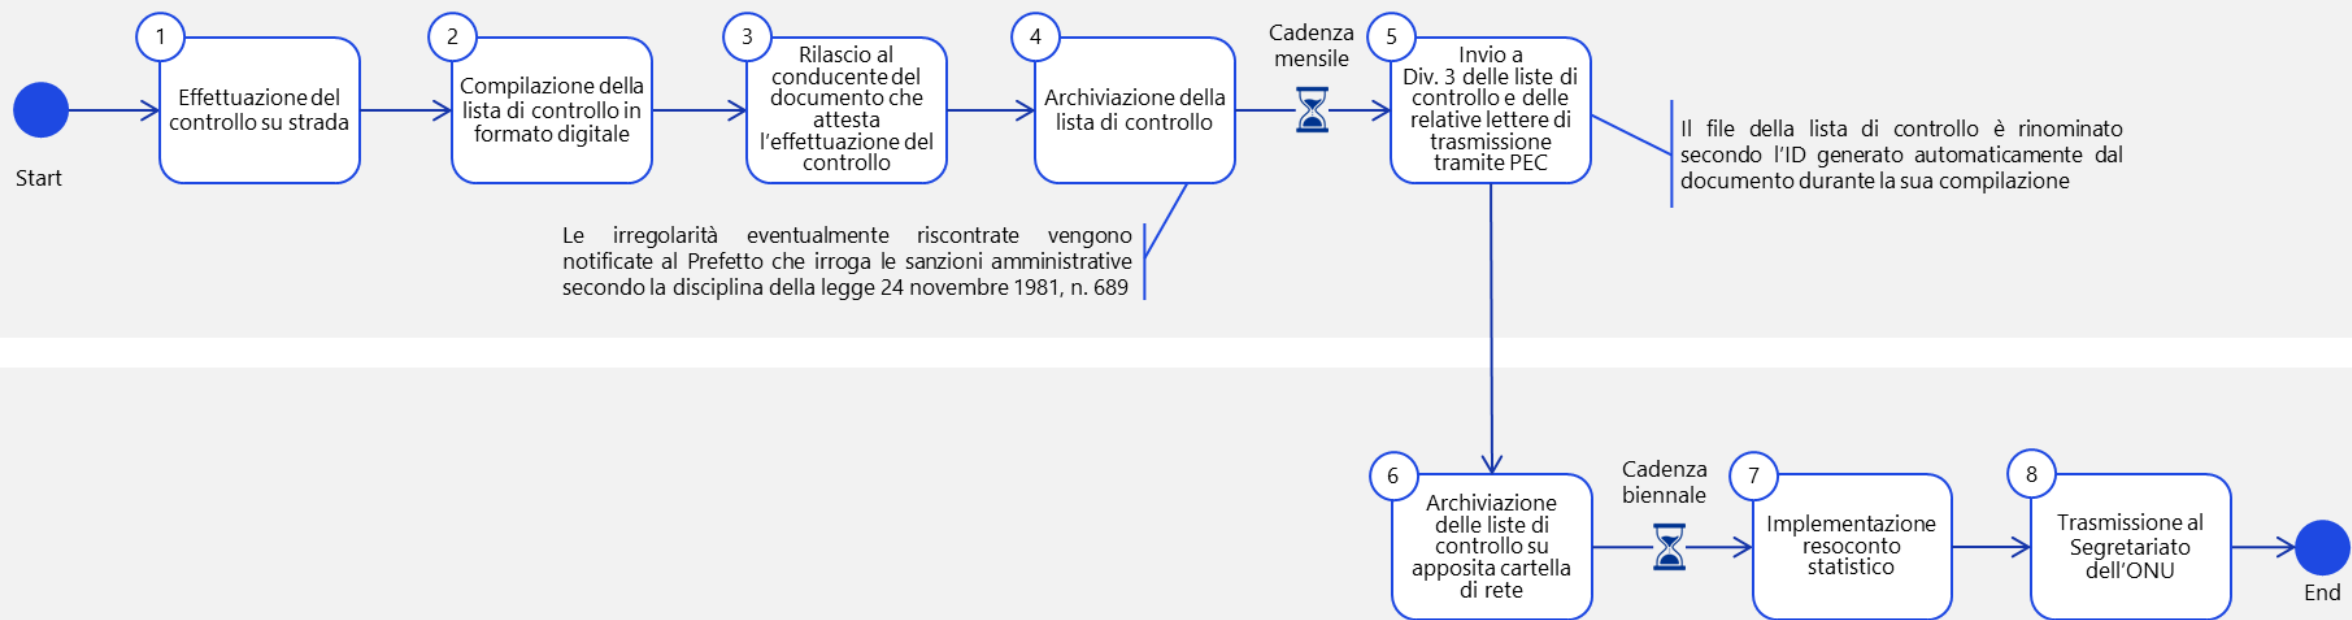 Start
1
Effettuazione del
controllo su strada
2
Compilazione della
lista di controllo in
formato digitale
3
Rilascio al
conducente del
documento che
attesta
l'effettuazione del
controllo
4
Archiviazione della
lista di controllo
Le irregolarità eventualmente riscontrate vengono
notificate al Prefetto che irroga le sanzioni amministrative
secondo la disciplina della legge 24 novembre 1981, n. 689
Cadenza
mensile
5
Invio a
Div. 3 delle liste di
controllo e delle
relative lettere di
trasmissione
tramite PEC
Il file della lista di controllo è rinominato
secondo l'ID generato automaticamente dal
documento durante la sua compilazione
6
Archiviazione
delle liste di
controllo su
apposita cartella
di rete
Cadenza
biennale
7
Implementazione
resoconto
statistico
8
Trasmissione al
Segretariato
dell'ONU
End